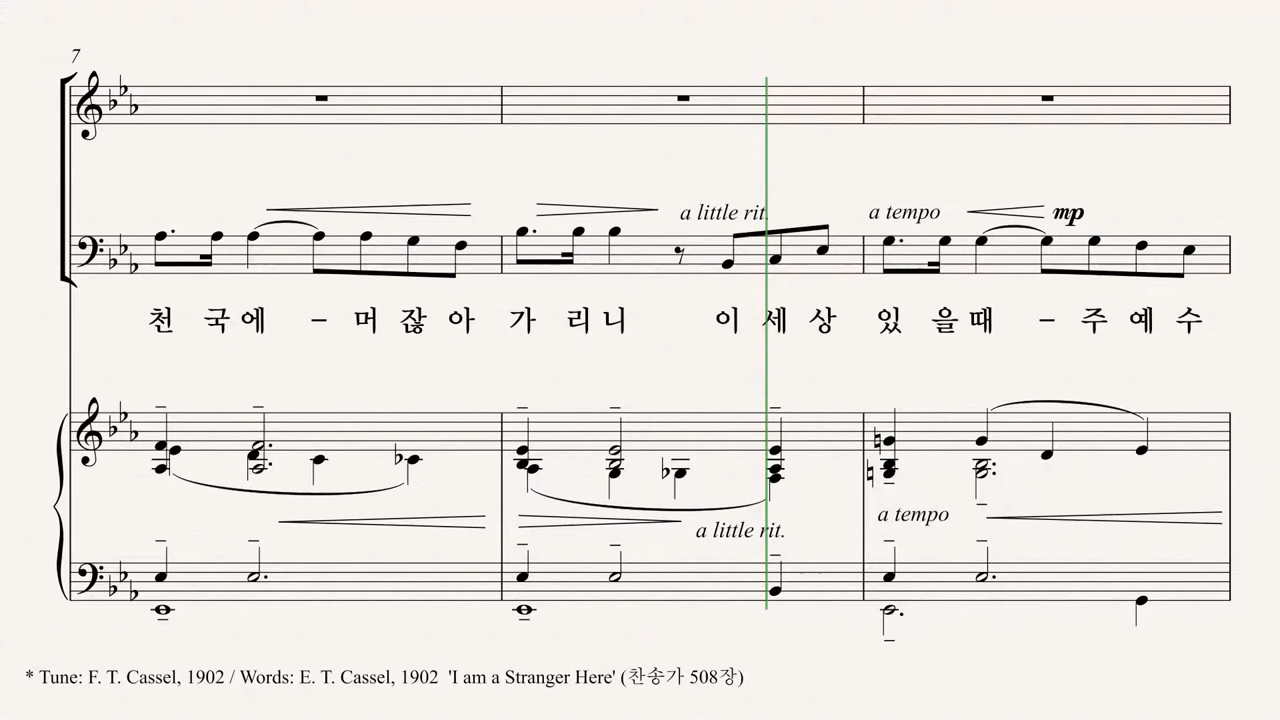 7
a little rit.
a tempo mp
천 국에 – 머 잖 아 가 리 니 이 세 상 있 을때 – 주 예 수
a tempo
a little rit.
* Tune: F. T. Cassel, 1902 / Words: E. T. Cassel, 1902 'I am a Stranger Here' (찬송가 508장)